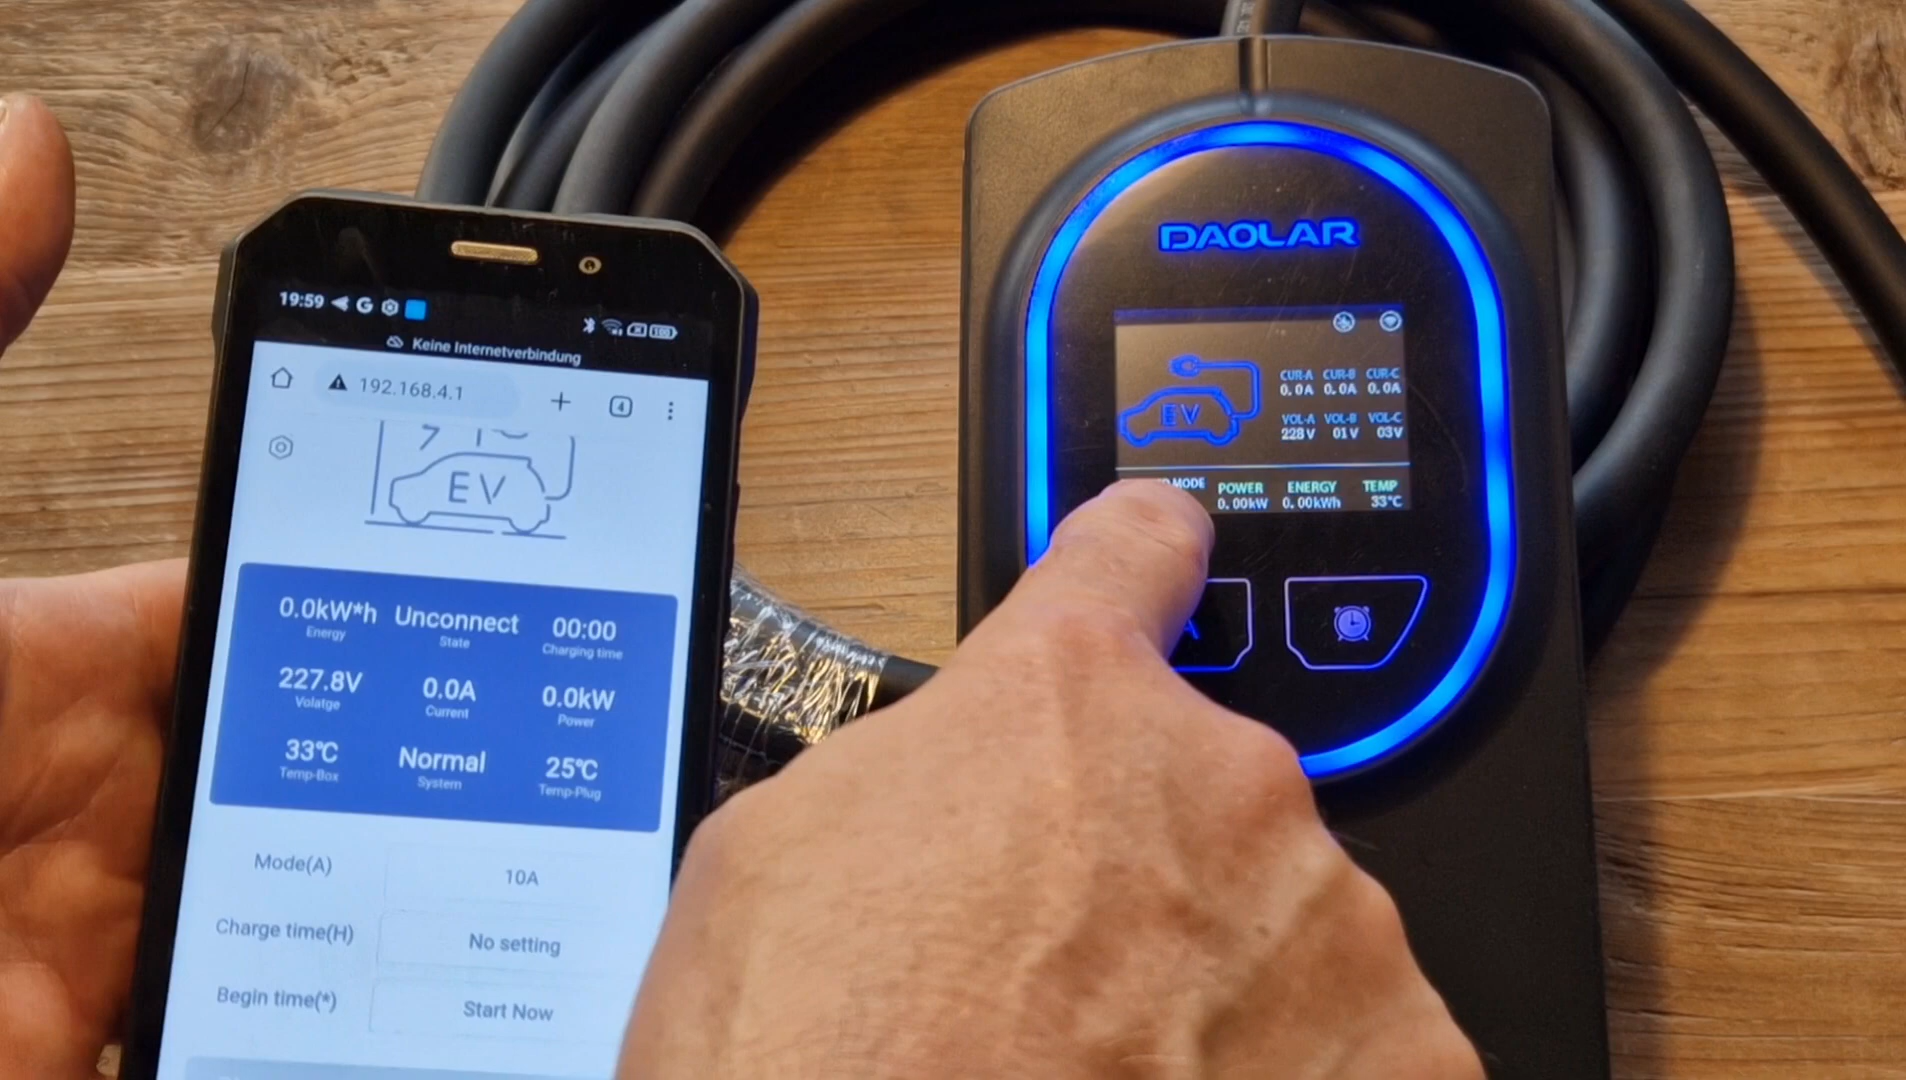 19:59
Keine Internetverbindung
192.168.4.1
4
EV
0.0kW*h Unconnect 00:00
Energy State Charging time
227.8V 0.0A 0.0kW
Volatge Current Power
33℃ Normal 25℃
Temp-Box System Temp-Plug
Mode(A) 10A
Charge time(H) No setting
Begin time(*) Start Now
DAOLAR
EV
CUR-A CUR-B CUR-C
0.0A 0.0A 0.0A
VOL-A VOL-B VOL-C
228V 01V 03V
MODE POWER ENERGY TEMP
0.00kW 0.00kWh 33℃
A